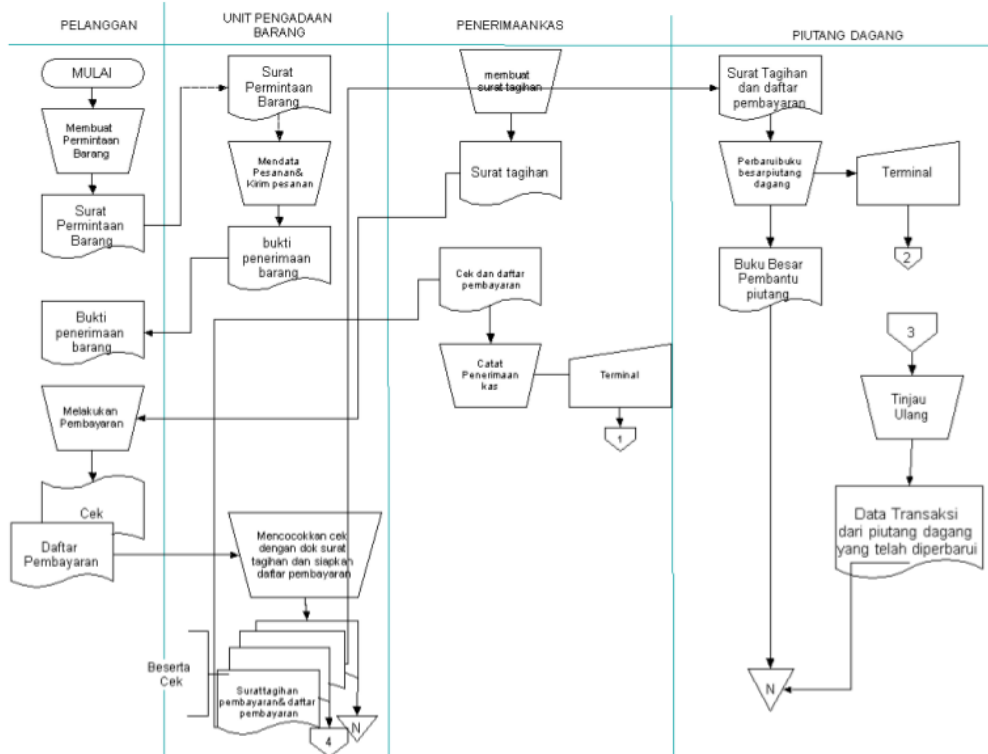 PELANGGAN
UNIT PENGADAAN
BARANG
PENERIMAANKAS
PIUTANG DAGANG
MULAI
Membuat
Permintaan
Barang
Surat
Permintaan
Barang
Bukti
penerimaan
barang
Melakukan
Pembayaran
Cek
Daftar
Pembayaran
Surat
Permintaan
Barang
Mendata
Pesanan&
Kirim pesanan
bukti
penerimaan
barang
Mencocokkan cek
dengan dok surat
tagihan dan siapkan
daftar pembayaran
Beserta
Cek
Surattagihan
pembayaran& daftar
pembayaran
4
N
membuat
surat tagihan
Surat tagihan
Cek dan daftar
pembayaran
Catat
Penerimaan
kas
Terminal
1
Surat Tagihan
dan daftar
pembayaran
Perbaruibuku
besarpiutang
dagang
Terminal
2
Buku Besar
Pembantu
piutang
3
Tinjau
Ulang
Data Transaksi
dari piutang dagang
yang telah diperbarui
N